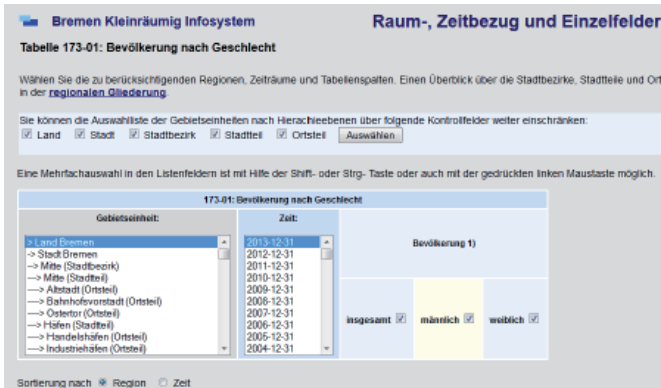 Bremen Kleinräumig Infosystem
Raum-, Zeitbezug und Einzelfelder
Tabelle 173-01: Bevölkerung nach Geschlecht
Wählen Sie die zu berücksichtigenden Regionen, Zeiträume und Tabellenspalten. Einen Überblick über die Stadtbezirke, Stadtteile und Ort
in der regionalen Gliederung.
Sie können die Auswahlliste der Gebietseinheiten nach Hierachieebenen über folgende Kontrollfelder weiter einschränken:
Land Stadt Stadtbezirk Stadtteil Ortsteil Auswählen
Eine Mehrfachauswahl in den Listenfeldern ist mit Hilfe der Shift- oder Strg- Taste oder auch mit der gedrückten linken Maustaste möglich.
173-01: Bevölkerung nach Geschlecht
Gebietseinheit: Zeit: Bevölkerung 1)
> Land Bremen 2013-12-31
-> Stadt Bremen 2012-12-31
--> Mitte (Stadtbezirk) 2011-12-31
---> Mitte (Stadtteil) 2010-12-31
----> Altstadt (Ortsteil) 2009-12-31
----> Bahnhofsvorstadt (Ortsteil) 2008-12-31
----> Ostertor (Ortsteil) 2007-12-31
---> Häfen (Stadtteil) 2006-12-31
----> Handelshäfen (Ortsteil) 2005-12-31
----> Industriehäfen (Ortsteil) 2004-12-31
insgesamt männlich weiblich
Sortierung nach Region Zeit